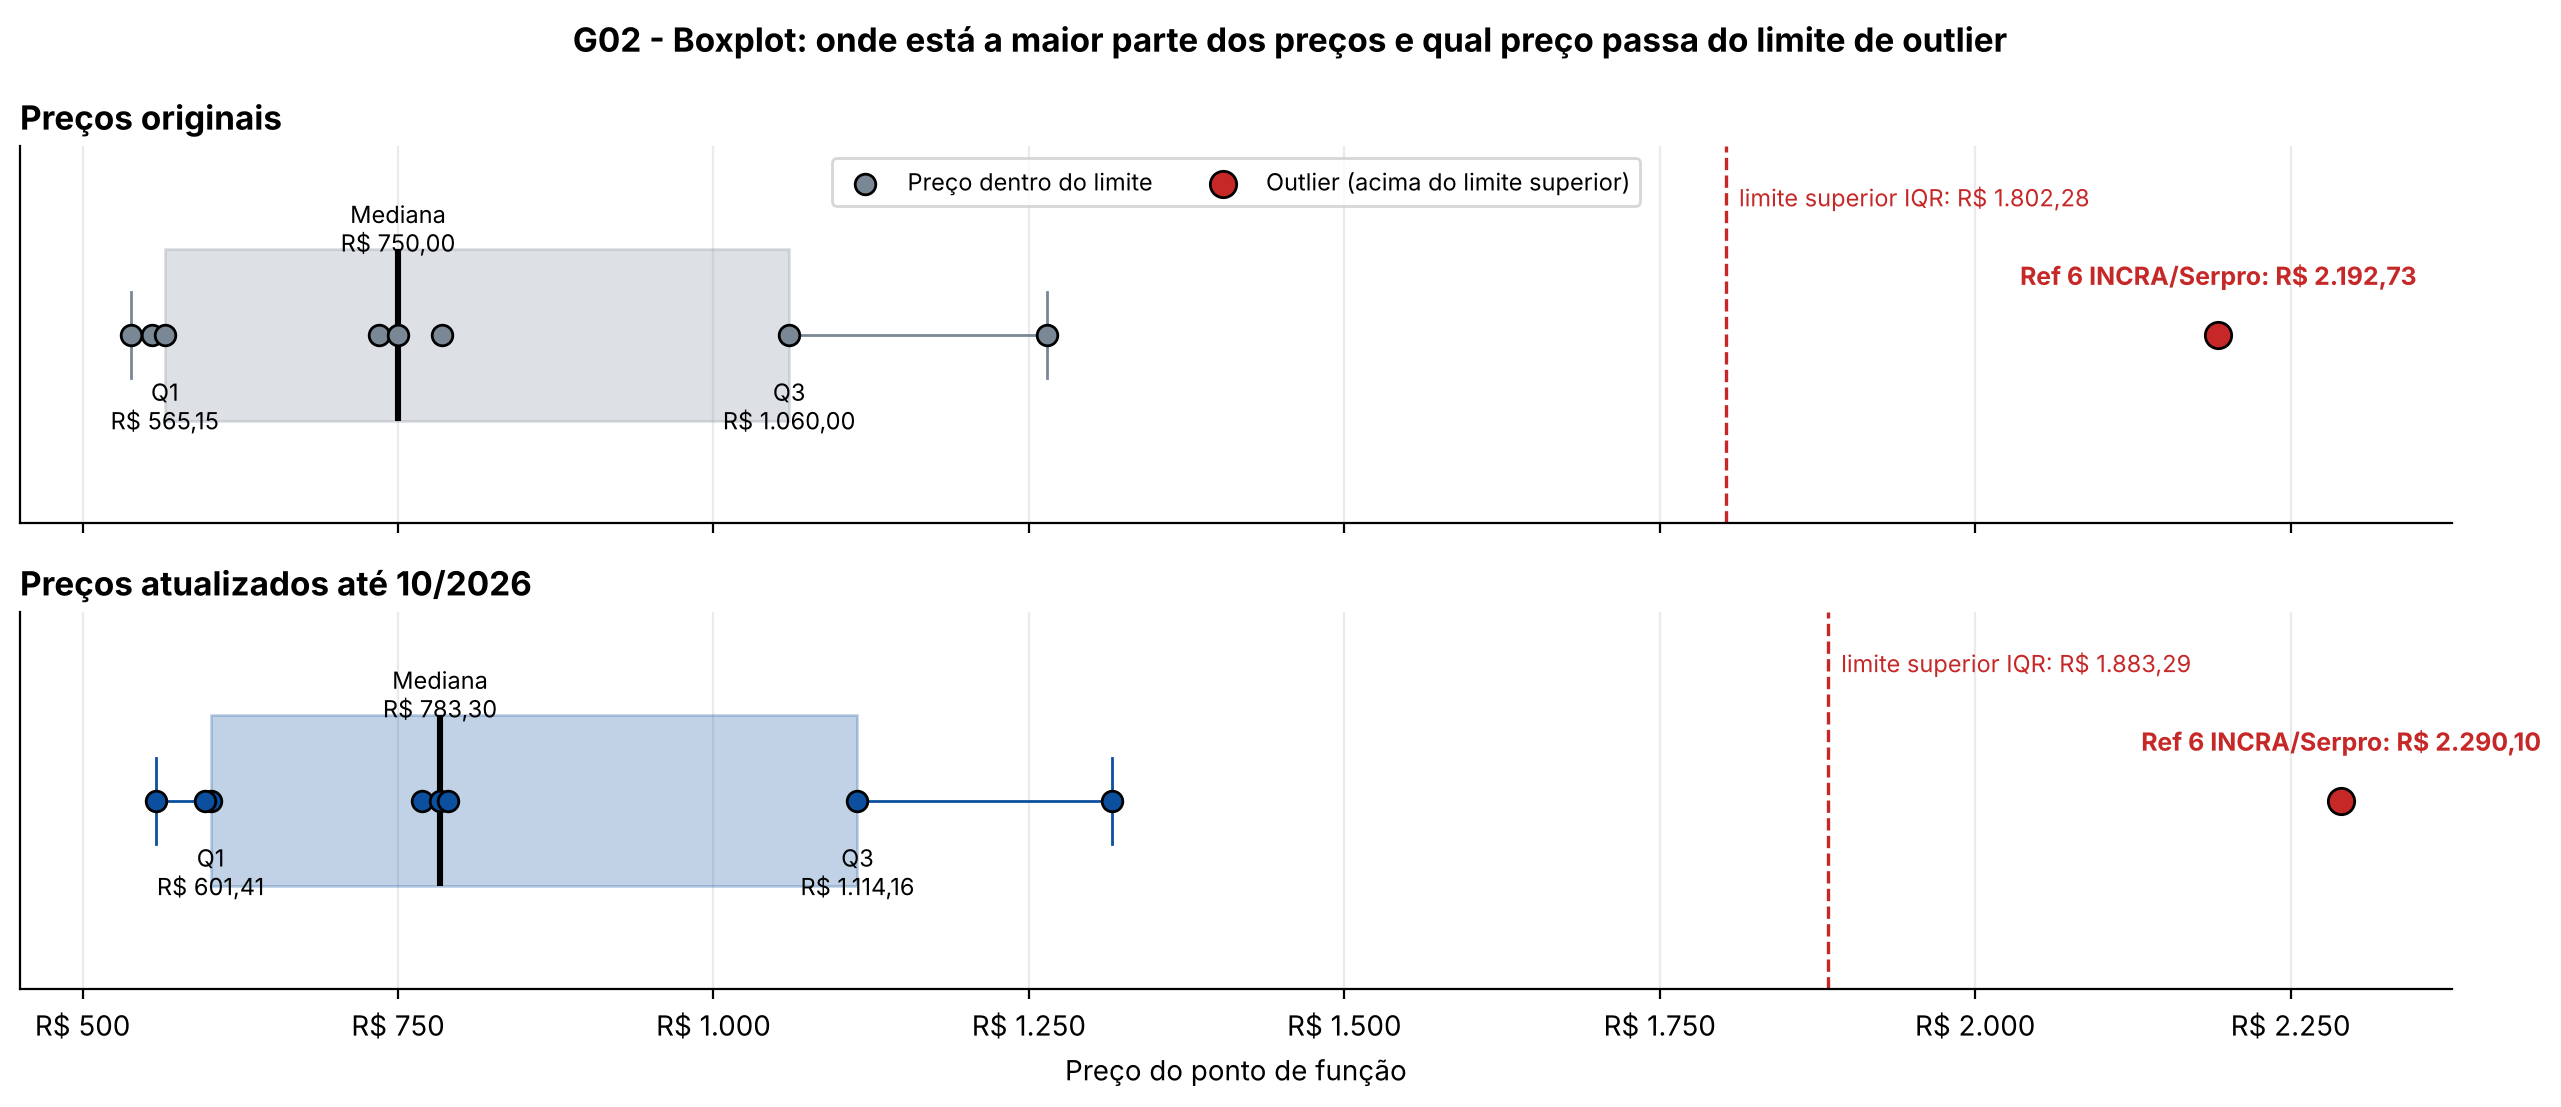 G02 - Boxplot: onde está a maior parte dos preços e qual preço passa do limite de outlier
Preços originais
Preço dentro do limite
Outlier (acima do limite superior)
limite superior IQR: R$ 1.802,28
Mediana
R$ 750,00
Ref 6 INCRA/Serpro: R$ 2.192,73
Q1
R$ 565,15
Q3
R$ 1.060,00
Preços atualizados até 10/2026
limite superior IQR: R$ 1.883,29
Mediana
R$ 783,30
Ref 6 INCRA/Serpro: R$ 2.290,10
Q1
R$ 601,41
Q3
R$ 1.114,16
R$ 500
R$ 750
R$ 1.000
R$ 1.250
R$ 1.500
R$ 1.750
R$ 2.000
R$ 2.250
Preço do ponto de função